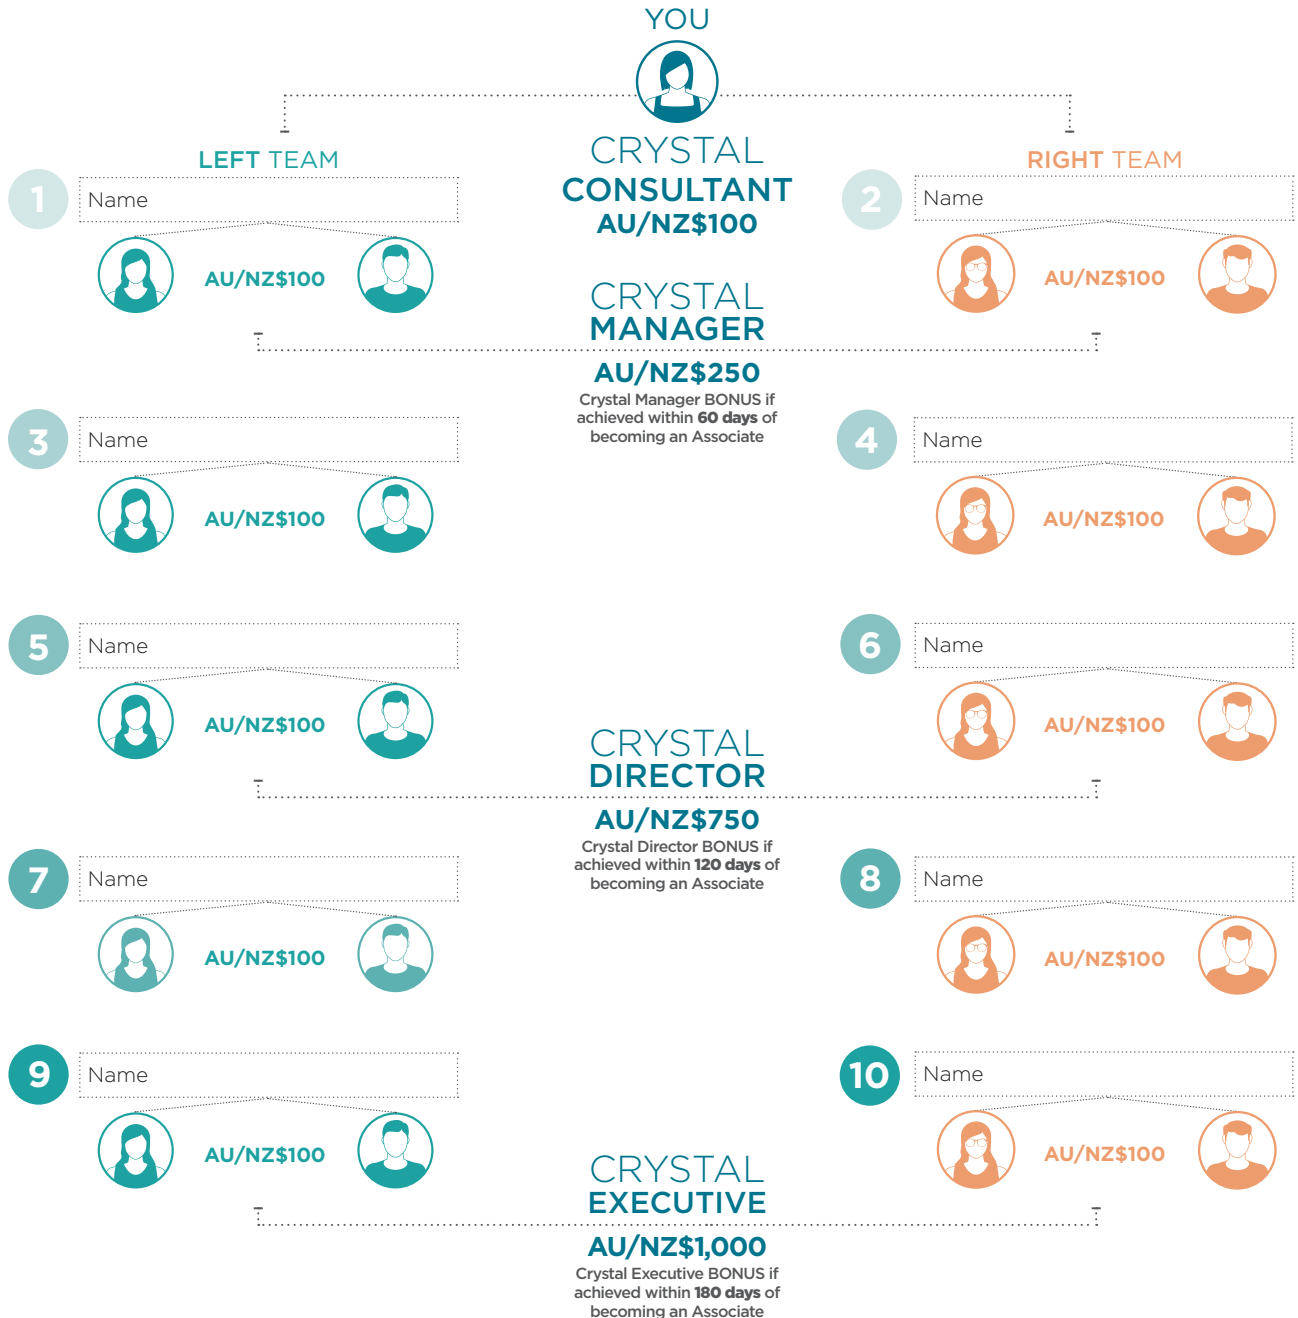 YOU
CRYSTAL
CONSULTANT
AU/NZ$100
LEFT TEAM
RIGHT TEAM
1
Name
AU/NZ$100
2
Name
AU/NZ$100
CRYSTAL
MANAGER
AU/NZ$250
Crystal Manager BONUS if
achieved within 60 days of
becoming an Associate
3
Name
AU/NZ$100
4
Name
AU/NZ$100
5
Name
AU/NZ$100
6
Name
AU/NZ$100
CRYSTAL
DIRECTOR
AU/NZ$750
Crystal Director BONUS if
achieved within 120 days of
becoming an Associate
7
Name
AU/NZ$100
8
Name
AU/NZ$100
9
Name
AU/NZ$100
10
Name
AU/NZ$100
CRYSTAL
EXECUTIVE
AU/NZ$1,000
Crystal Executive BONUS if
achieved within 180 days of
becoming an Associate